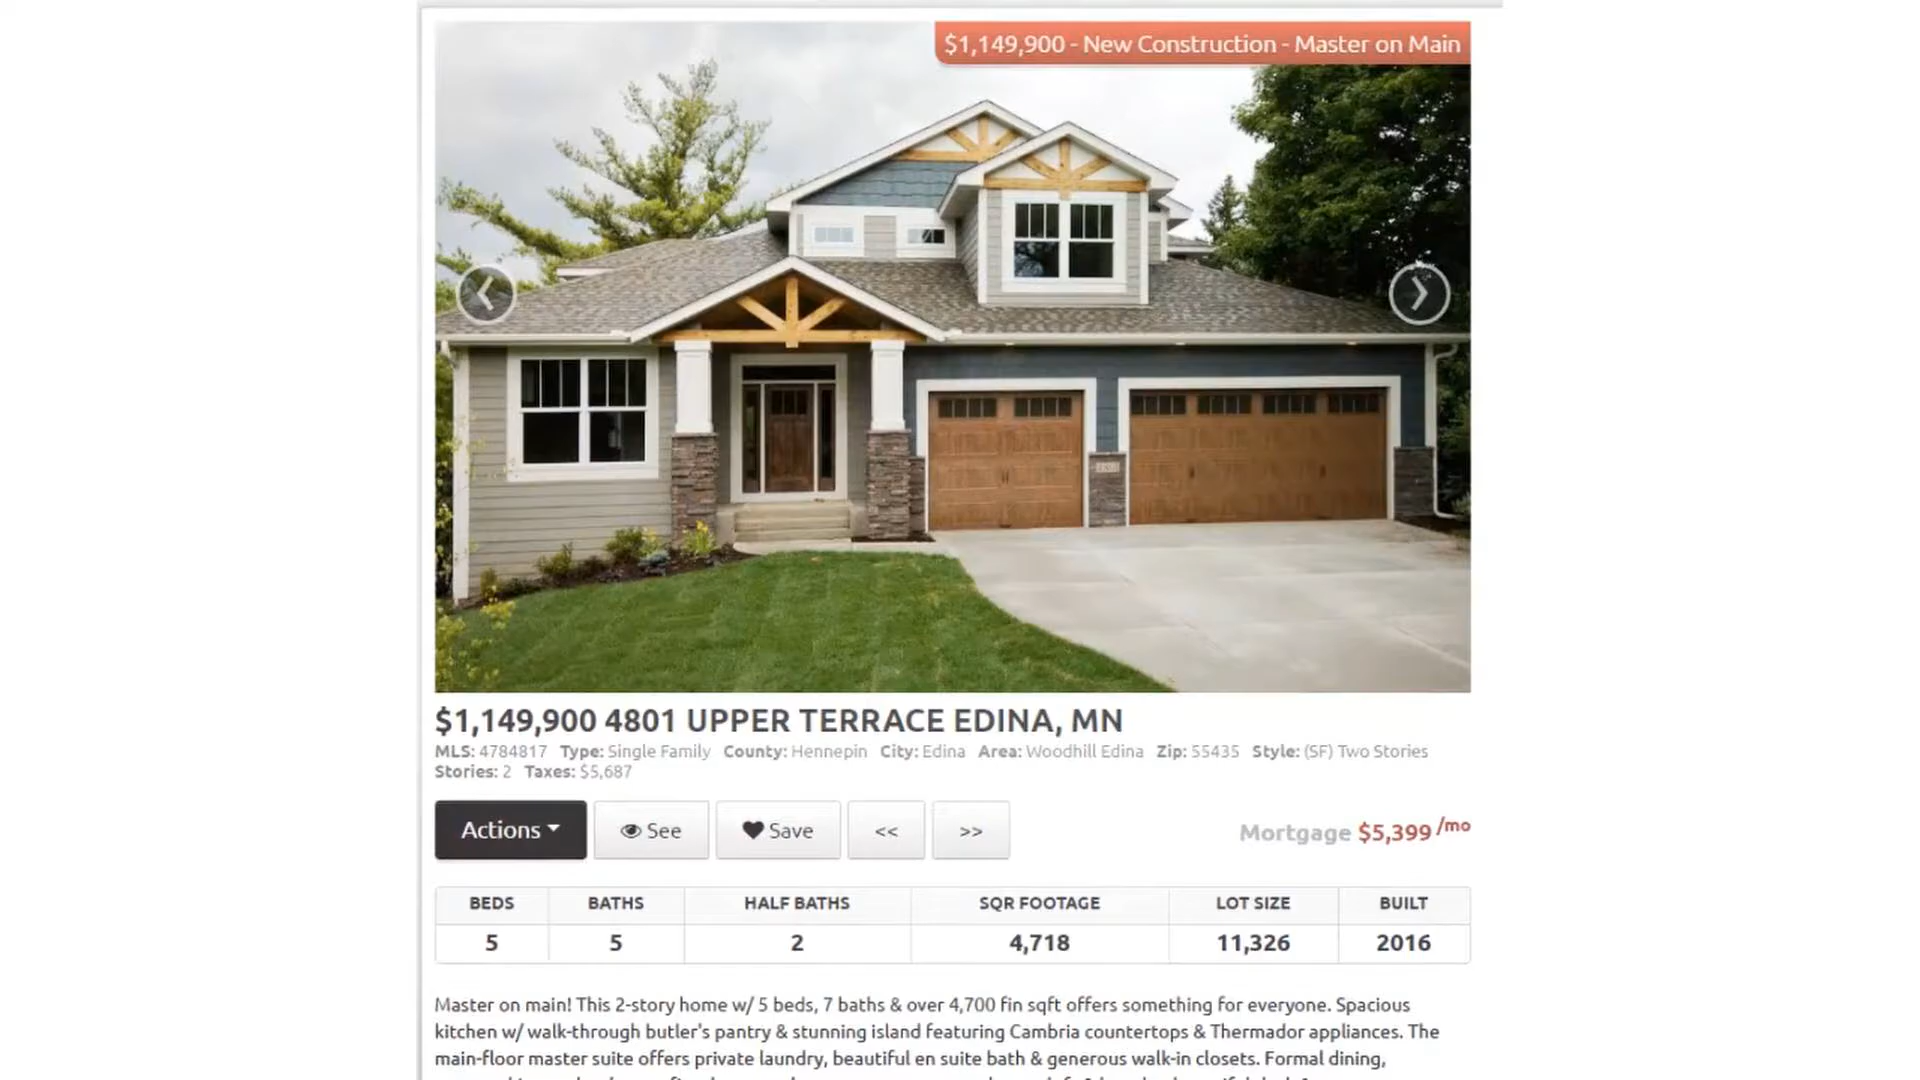 $1,149,900 - New Construction - Master on Main
$1,149,900 4801 UPPER TERRACE EDINA, MN
MLS: 4784817 Type: Single Family County: Hennepin City: Edina Area: Woodhill Edina Zip: 55435 Style: (SF) Two Stories
Stories: 2 Taxes: $5,687
Actions See Save << >> Mortgage $5,399 /mo
BEDS BATHS HALF BATHS SQR FOOTAGE LOT SIZE BUILT
5 5 2 4,718 11,326 2016
Master on main! This 2-story home w/ 5 beds, 7 baths & over 4,700 fin sqft offers something for everyone. Spacious
kitchen w/ walk-through butler's pantry & stunning island featuring Cambria countertops & Thermador appliances. The
main-floor master suite offers private laundry, beautiful en suite bath & generous walk-in closets. Formal dining,